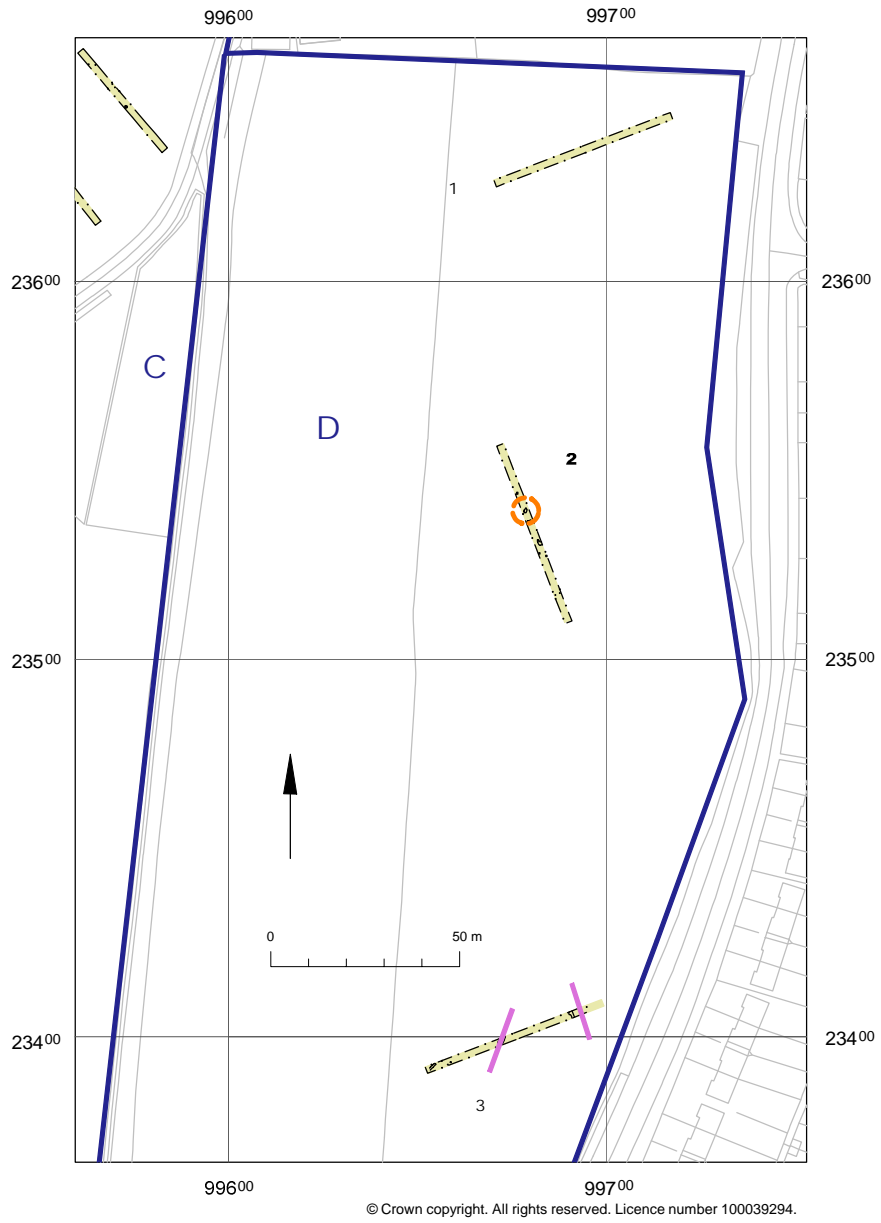 99600 99700
1
23600 23600
C
D
2
23500 23500
0 50 m
23400 23400
3
99600 99700
© Crown copyright. All rights reserved. Licence number 100039294.